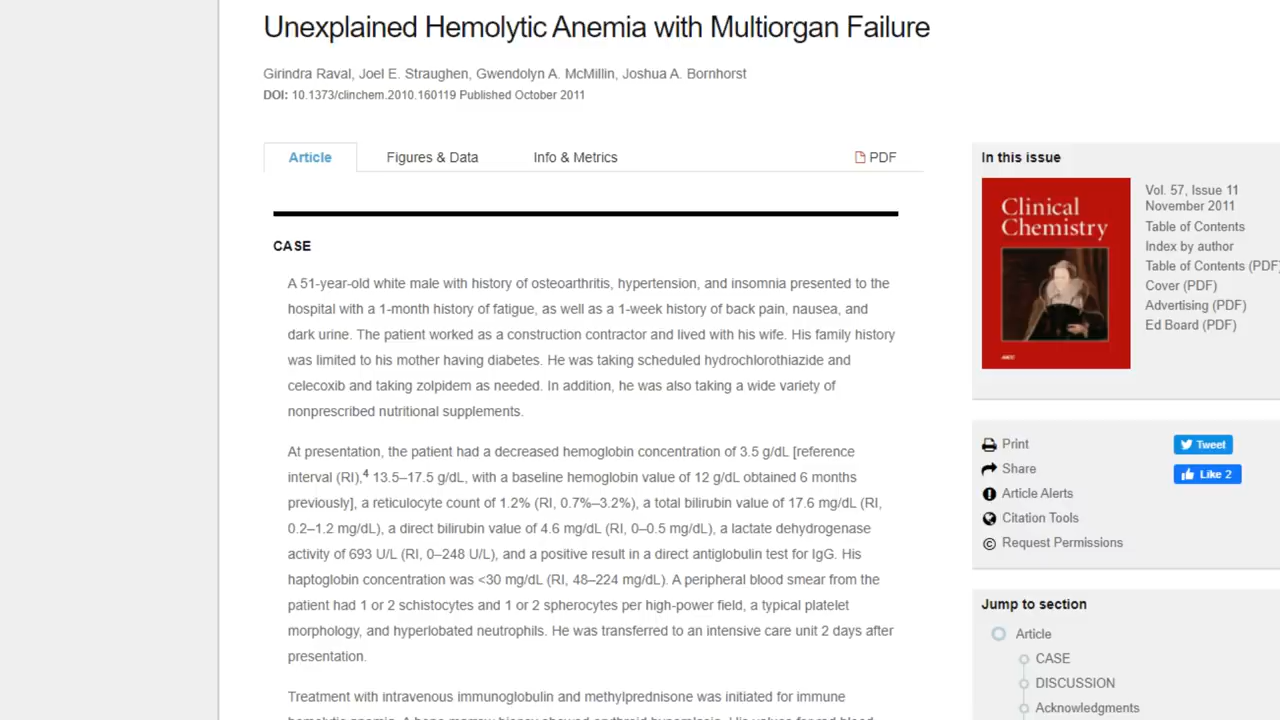 Unexplained Hemolytic Anemia with Multiorgan Failure
Girindra Raval, Joel E. Straughen, Gwendolyn A. McMillin, Joshua A. Bornhorst
DOI: 10.1373/clinchem.2010.160119 Published October 2011
Article
Figures & Data
Info & Metrics
PDF
CASE
A 51-year-old white male with history of osteoarthritis, hypertension, and insomnia presented to the
hospital with a 1-month history of fatigue, as well as a 1-week history of back pain, nausea, and
dark urine. The patient worked as a construction contractor and lived with his wife. His family history
was limited to his mother having diabetes. He was taking scheduled hydrochlorothiazide and
celecoxib and taking zolpidem as needed. In addition, he was also taking a wide variety of
nonprescribed nutritional supplements.
At presentation, the patient had a decreased hemoglobin concentration of 3.5 g/dL [reference
interval (RI),4 13.5–17.5 g/dL, with a baseline hemoglobin value of 12 g/dL obtained 6 months
previously], a reticulocyte count of 1.2% (RI, 0.7%–3.2%), a total bilirubin value of 17.6 mg/dL (RI,
0.2–1.2 mg/dL), a direct bilirubin value of 4.6 mg/dL (RI, 0–0.5 mg/dL), a lactate dehydrogenase
activity of 693 U/L (RI, 0–248 U/L), and a positive result in a direct antiglobulin test for IgG. His
haptoglobin concentration was <30 mg/dL (RI, 48–224 mg/dL). A peripheral blood smear from the
patient had 1 or 2 schistocytes and 1 or 2 spherocytes per high-power field, a typical platelet
morphology, and hyperlobated neutrophils. He was transferred to an intensive care unit 2 days after
presentation.
Treatment with intravenous immunoglobulin and methylprednisone was initiated for immune
In this issue
Clinical
Chemistry
AACC
Vol. 57, Issue 11
November 2011
Table of Contents
Index by author
Table of Contents (PDF)
Cover (PDF)
Advertising (PDF)
Ed Board (PDF)
Print
Share
Article Alerts
Citation Tools
Request Permissions
Tweet
Like 2
Jump to section
Article
CASE
DISCUSSION
Acknowledgments